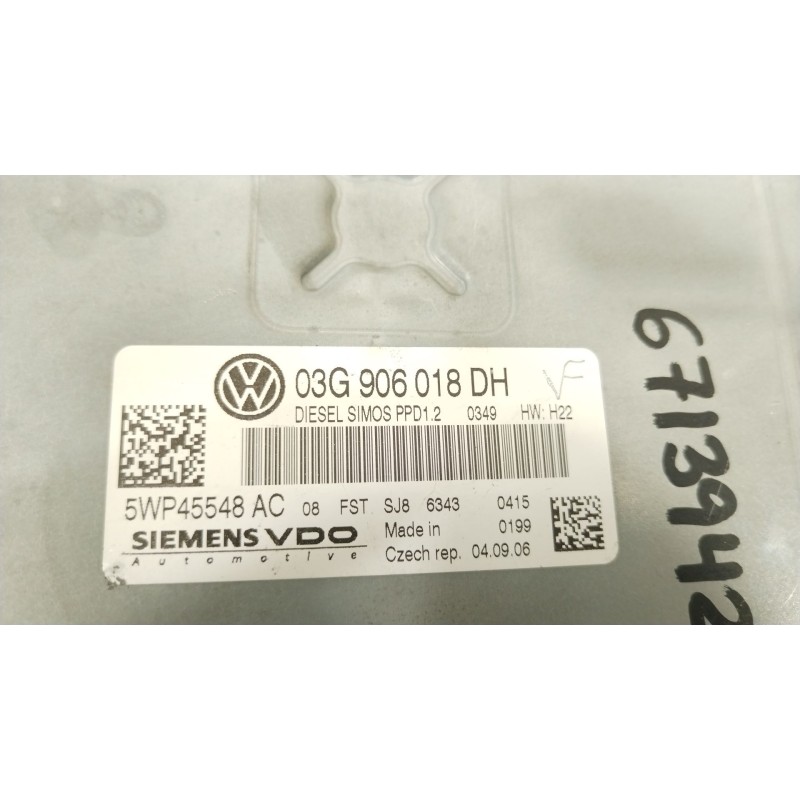 03G 906 018 DH VF
DIESEL SIMOS PPD1.2 0349 HW: H22
5WP45548 AC 08 FST SJ8 6343 0415
SIEMENS VDO Made in 0199
Automotive Czech rep. 04.09.06
6713942